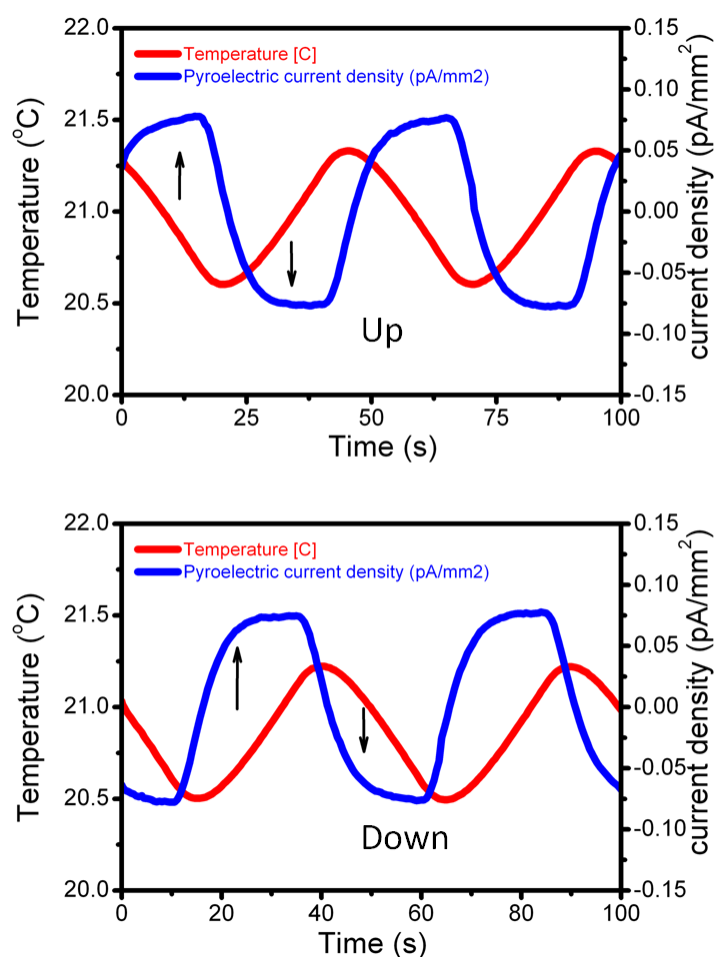 22.0
21.5
21.0
20.5
20.0
Temperature (°C)
Temperature [C]
Pyroelectric current density (pA/mm2)
Up
0.15
0.10
0.05
0.00
-0.05
-0.10
-0.15
current density (pA/mm²)
0 25 50 75 100
Time (s)
22.0
21.5
21.0
20.5
20.0
Temperature (°C)
Temperature [C]
Pyroelectric current density (pA/mm2)
Down
0.15
0.10
0.05
0.00
-0.05
-0.10
-0.15
current density (pA/mm²)
0 20 40 60 80 100
Time (s)